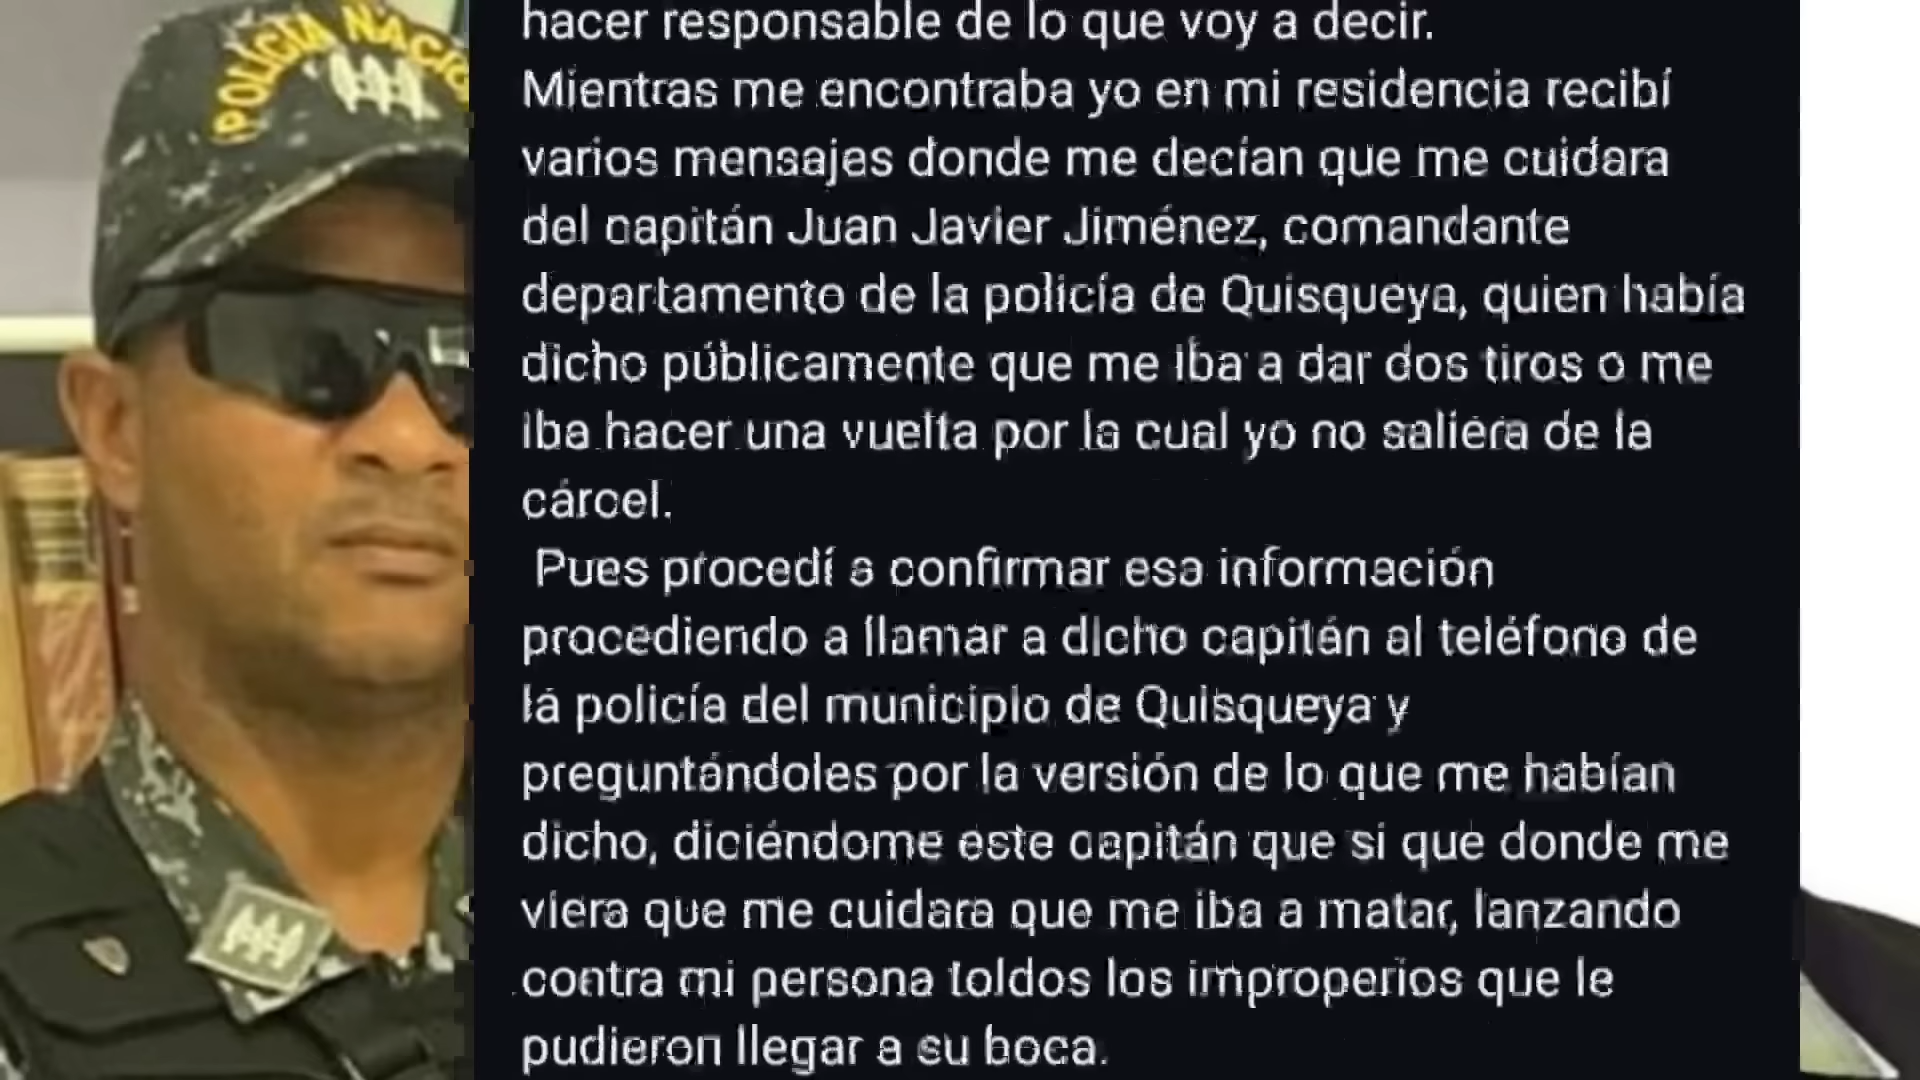 POLICIA NACIO
hacer responsable de lo que voy a decir.
Mientras me encontraba yo en mi residencia recibí
varios mensajes donde me decían que me cuidara
del capitán Juan Javier Jiménez, comandante
departamento de la policía de Quisqueya, quien había
dicho públicamente que me iba a dar dos tiros o me
iba hacer una vuelta por la cual yo no saliera de la
cárcel.
Pues procedí a confirmar esa información
procediendo a llamar a dicho capitán al teléfono de
la policía del municipio de Quisqueya y
preguntándoles por la versión de lo que me habían
dicho, diciéndome este capitán que si que donde me
viera que me cuidara que me iba a matar, lanzando
contra mi persona toldos los improperios que le
pudieron llegar a su boca.